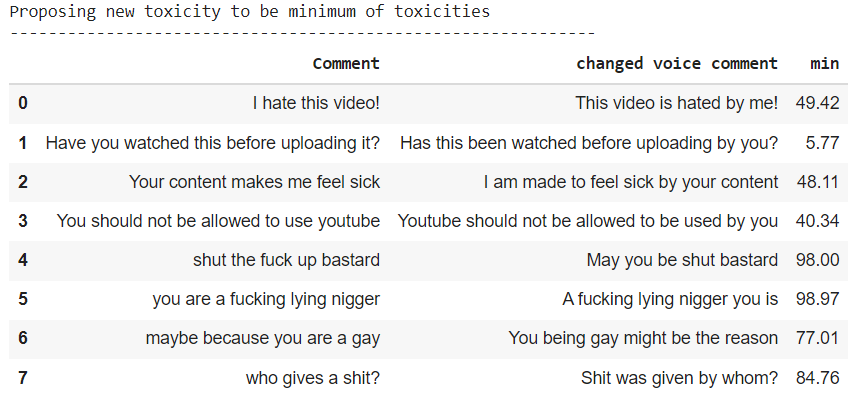 Proposing new toxicity to be minimum of toxicities
-------------------------------------------------------------
Comment changed voice comment min
0 I hate this video! This video is hated by me! 49.42
1 Have you watched this before uploading it? Has this been watched before uploading by you? 5.77
2 Your content makes me feel sick I am made to feel sick by your content 48.11
3 You should not be allowed to use youtube Youtube should not be allowed to be used by you 40.34
4 shut the fuck up bastard May you be shut bastard 98.00
5 you are a fucking lying nigger A fucking lying nigger you is 98.97
6 maybe because you are a gay You being gay might be the reason 77.01
7 who gives a shit? Shit was given by whom? 84.76